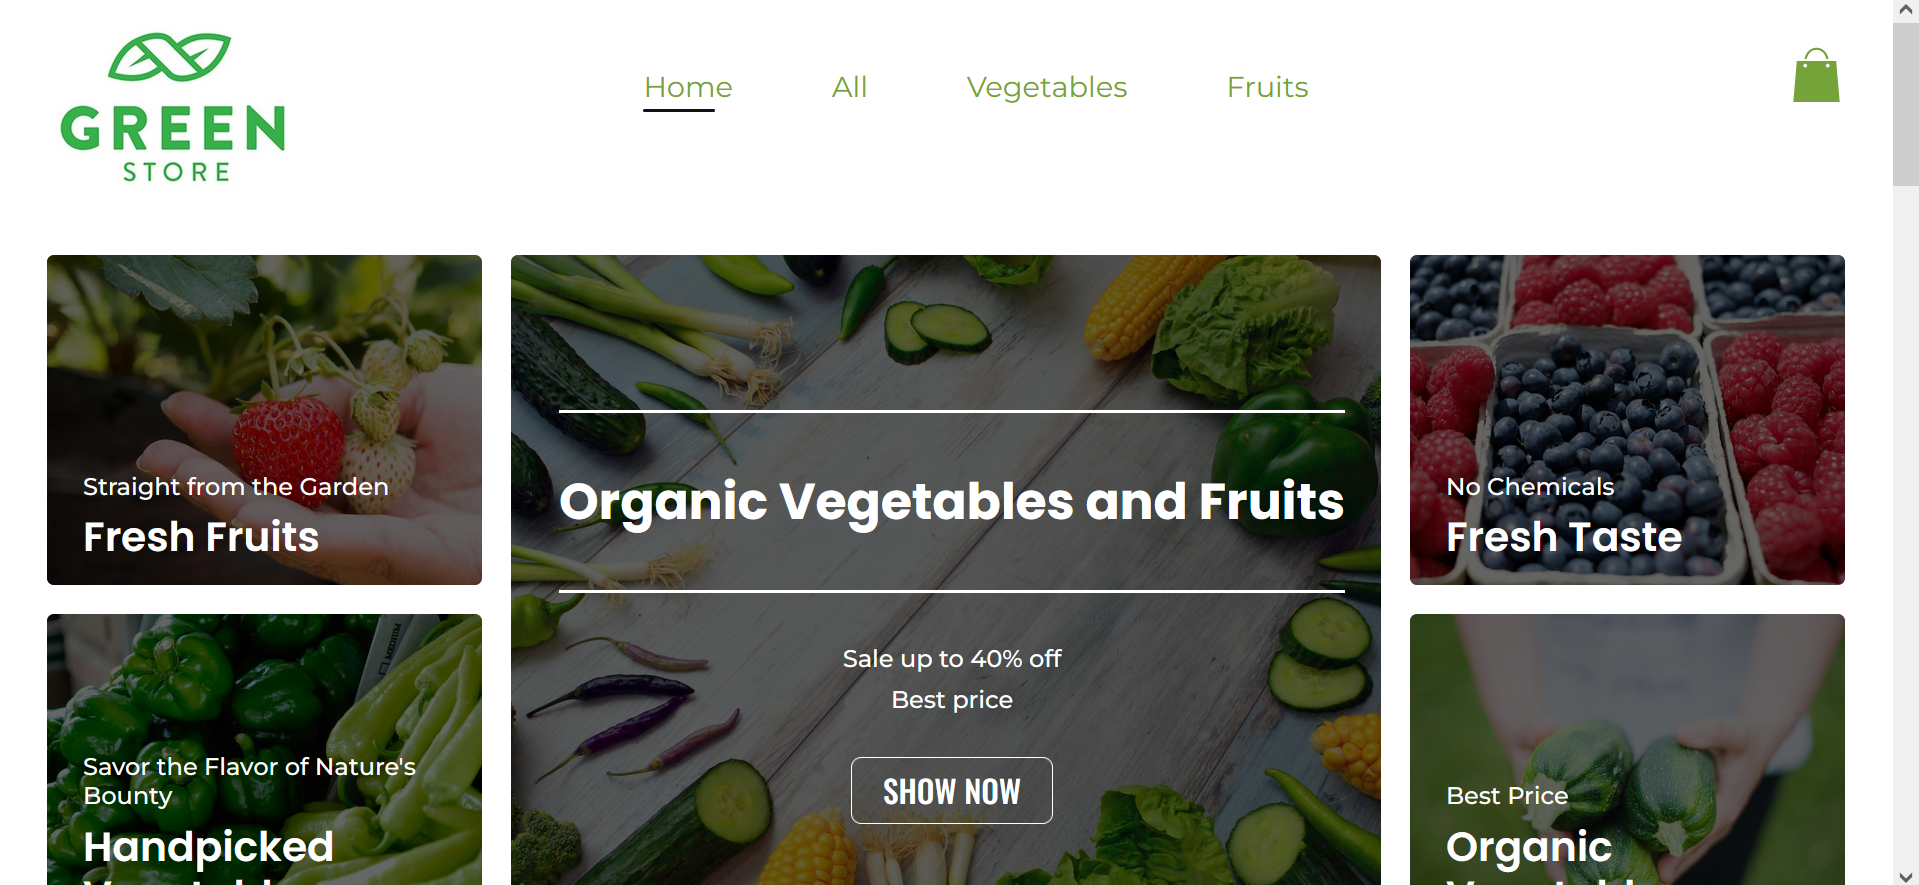 GREEN
STORE
Home
All
Vegetables
Fruits
Straight from the Garden
Fresh Fruits
Organic Vegetables and Fruits
Sale up to 40% off
Best price
SHOW NOW
No Chemicals
Fresh Taste
Savor the Flavor of Nature's
Bounty
Handpicked
Best Price
Organic